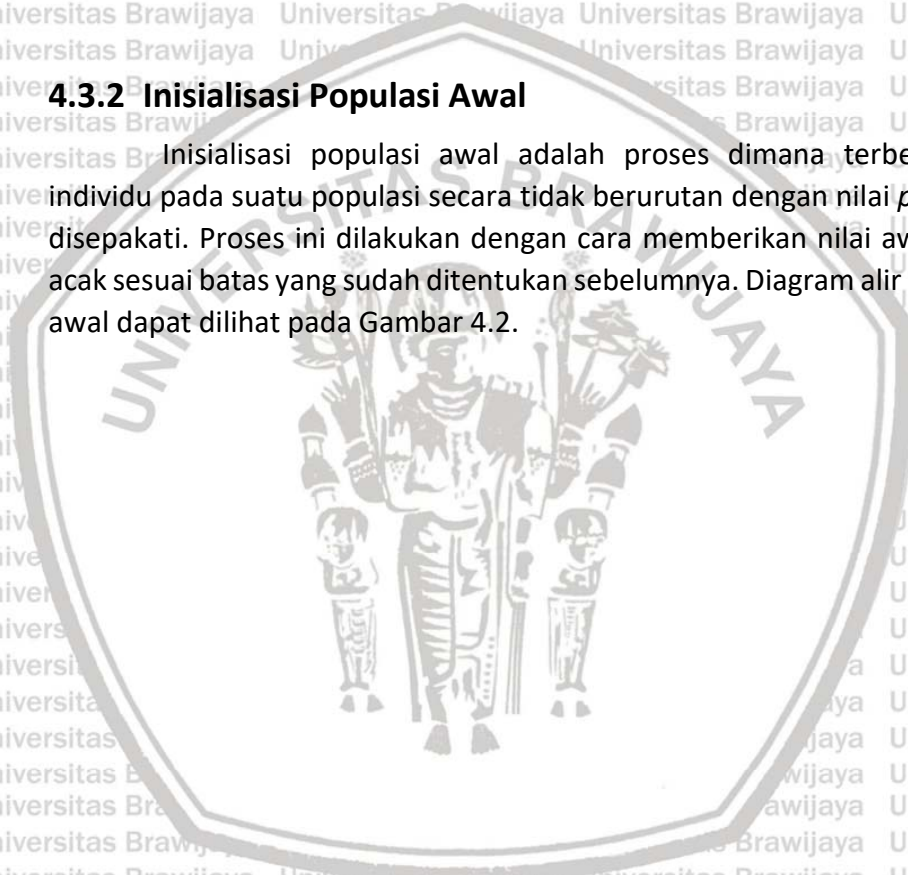 4.3.2 Inisialisasi Populasi Awal
Inisialisasi populasi awal adalah proses dimana
individu pada suatu populasi secara tidak berurutan dengan nilai
disepakati. Proses ini dilakukan dengan cara memberikan nilai
acak sesuai batas yang sudah ditentukan sebelumnya. Diagram alir
awal dapat dilihat pada Gambar 4.2.
UNIVERSITAS BRAWIJAYA